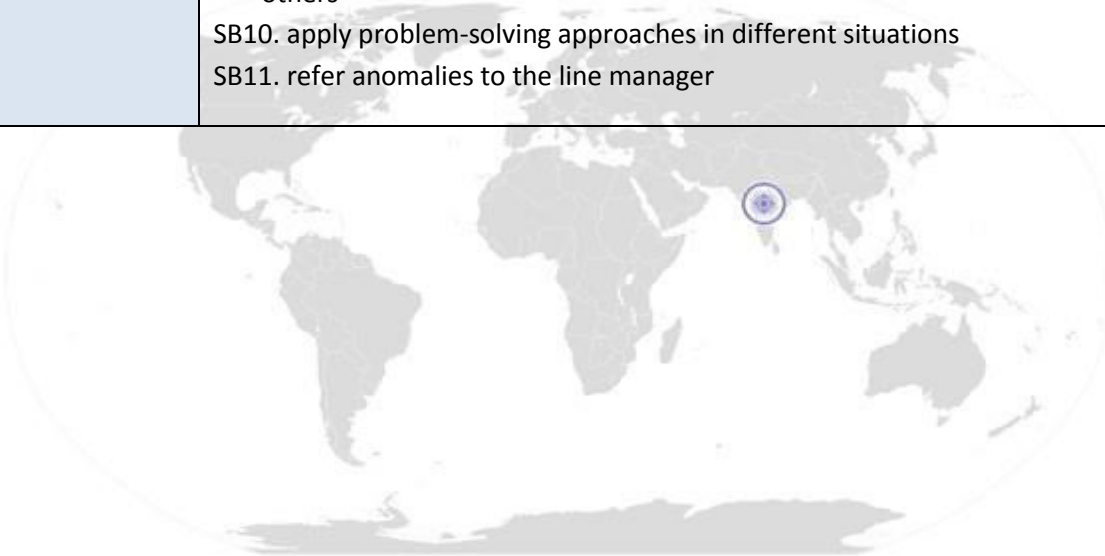 others
SB10. apply problem-solving approaches in different situations
SB11. refer anomalies to the line manager